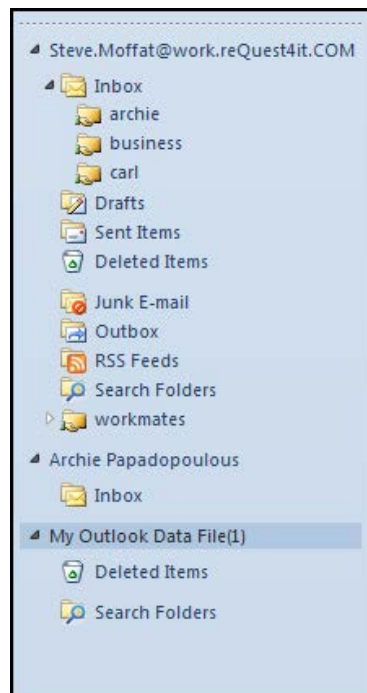 Steve.Moffat@work.reQuest4it.COM
Inbox
archie
business
carl
Drafts
Sent Items
Deleted Items
Junk E-mail
Outbox
RSS Feeds
Search Folders
workmates
Archie Papadopoulous
Inbox
My Outlook Data File(1)
Deleted Items
Search Folders